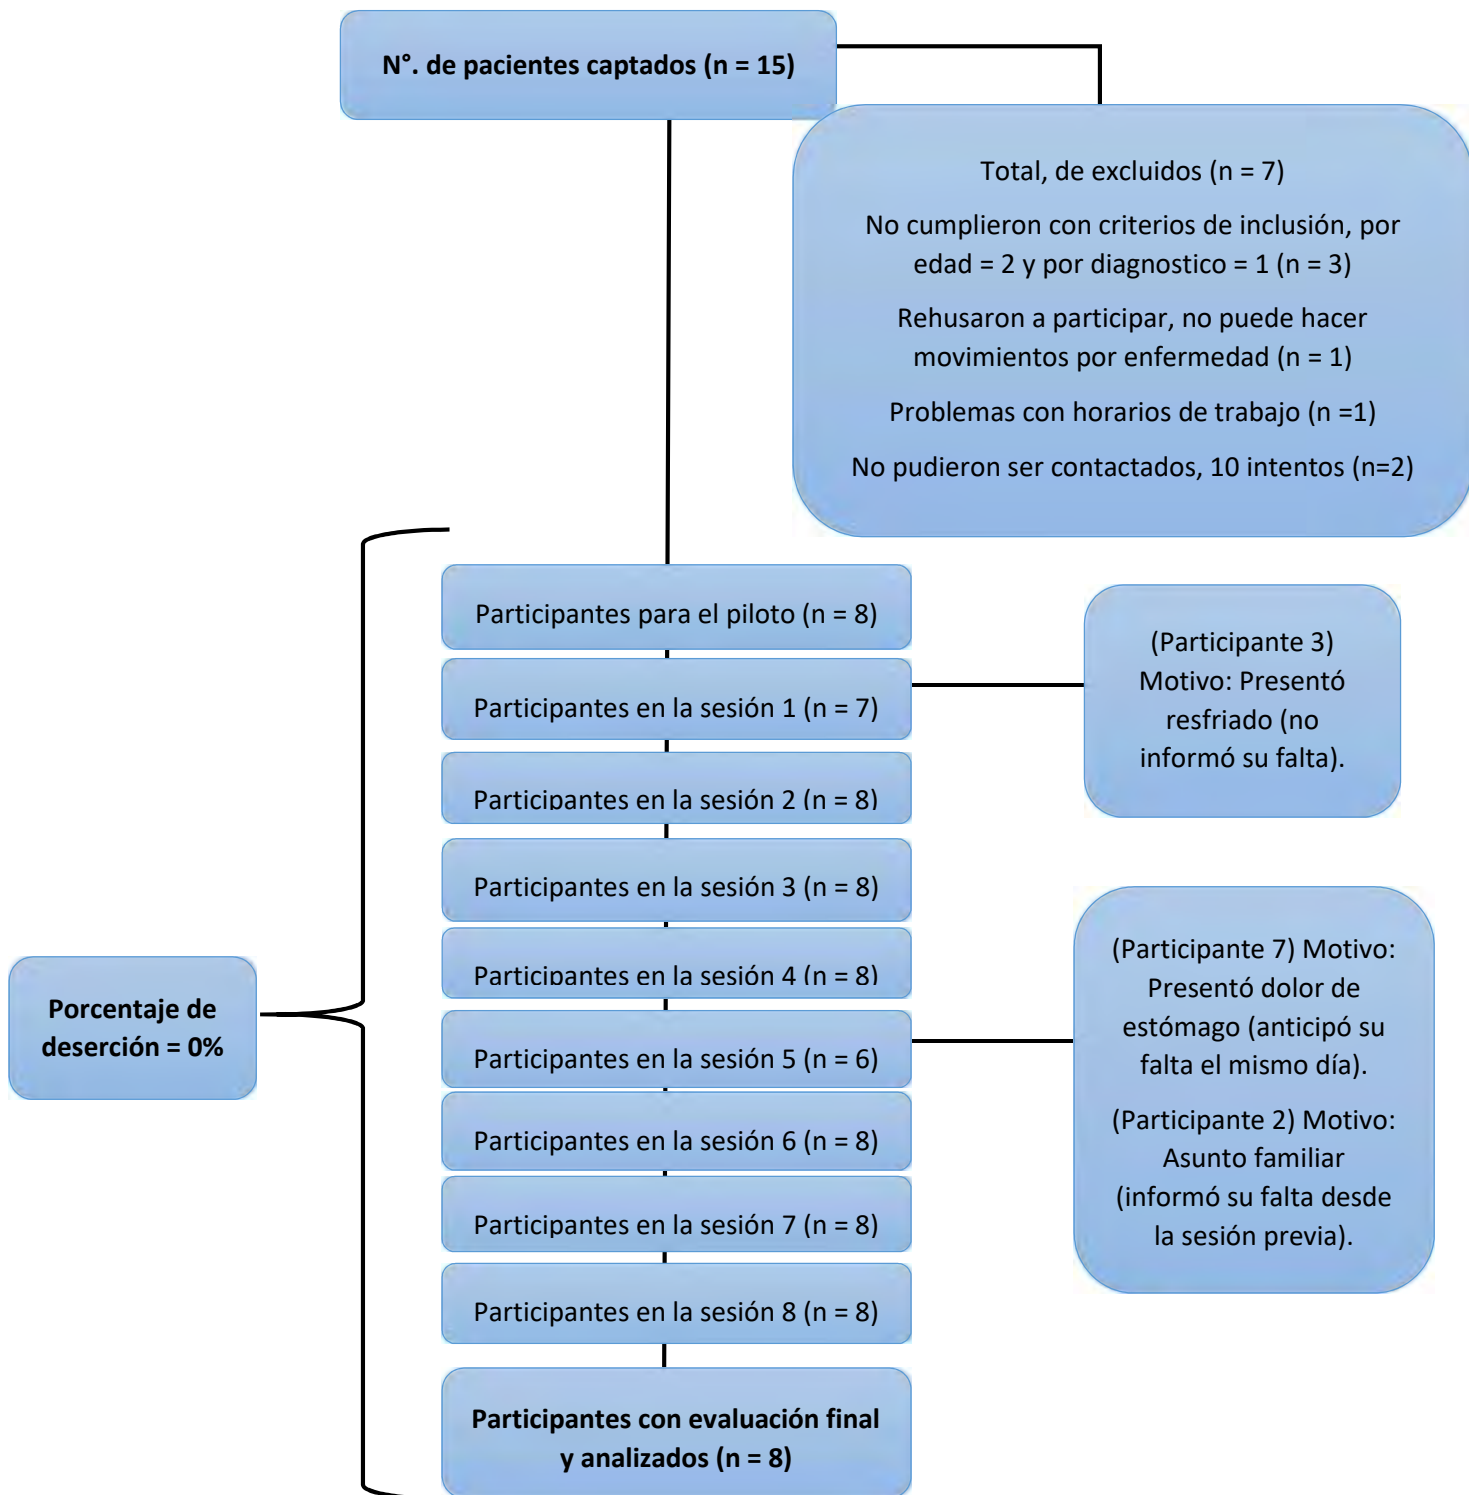 N°. de pacientes captados (n = 15)
Total, de excluidos (n = 7)
No cumplieron con criterios de inclusión, por
edad = 2 y por diagnostico = 1 (n = 3)
Rehusaron a participar, no puede hacer
movimientos por enfermedad (n = 1)
Problemas con horarios de trabajo (n =1)
No pudieron ser contactados, 10 intentos (n=2)
Participantes para el piloto (n = 8)
Participantes en la sesión 1 (n = 7)
(Participante 3)
Motivo: Presentó
resfriado (no
informó su falta).
Participantes en la sesión 2 (n = 8)
Participantes en la sesión 3 (n = 8)
Participantes en la sesión 4 (n = 8)
Participantes en la sesión 5 (n = 6)
(Participante 7) Motivo:
Presentó dolor de
estómago (anticipó su
falta el mismo día).
(Participante 2) Motivo:
Asunto familiar
(informó su falta desde
la sesión previa).
Porcentaje de
deserción = 0%
Participantes en la sesión 6 (n = 8)
Participantes en la sesión 7 (n = 8)
Participantes en la sesión 8 (n = 8)
Participantes con evaluación final
y analizados (n = 8)